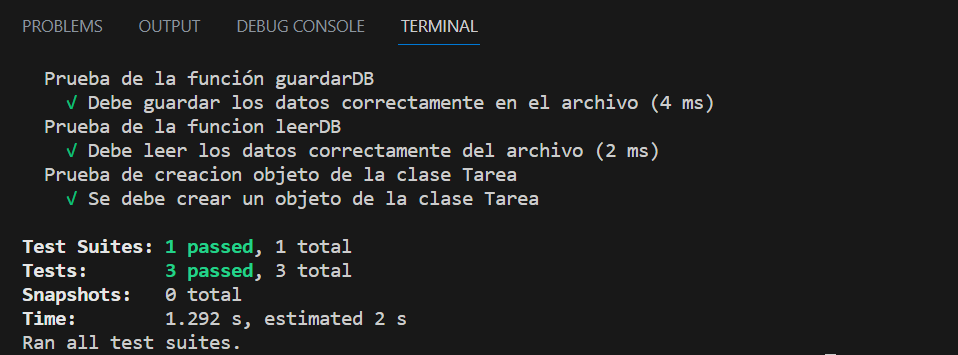 PROBLEMS OUTPUT DEBUG CONSOLE TERMINAL
Prueba de la función guardarDB
√ Debe guardar los datos correctamente en el archivo (4 ms)
Prueba de la funcion leerDB
√ Debe leer los datos correctamente del archivo (2 ms)
Prueba de creacion objeto de la clase Tarea
√ Se debe crear un objeto de la clase Tarea
Test Suites: 1 passed, 1 total
Tests: 3 passed, 3 total
Snapshots: 0 total
Time: 1.292 s, estimated 2 s
Ran all test suites.